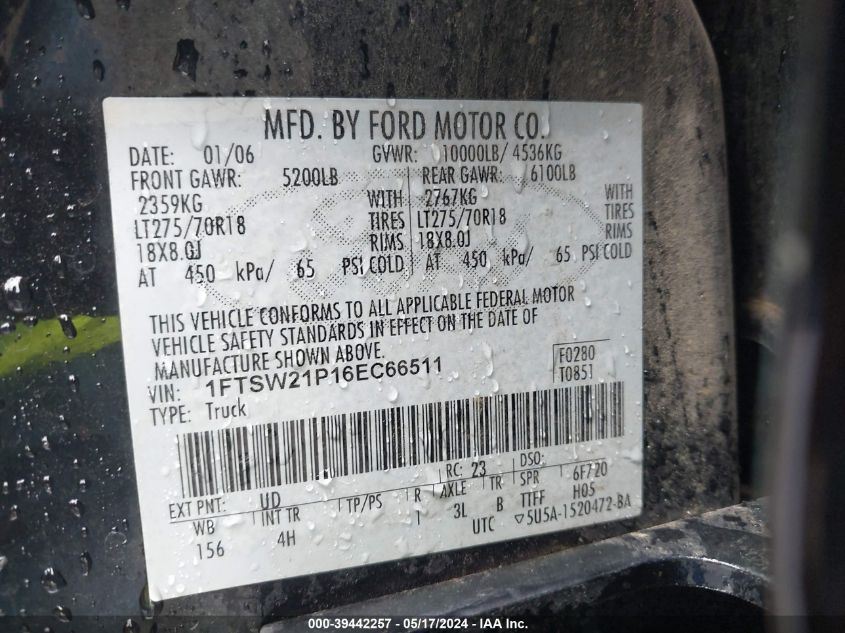 MFD. BY FORD MOTOR CO.
DATE: 01/06 GVWR: 10000LB/ 4536KG
FRONT GAWR: 5200LB REAR GAWR: 6100LB
2359KG WITH 2767KG WITH
LT275/70R18 TIRES LT275/70R18 TIRES
18X8.0J RIMS 18X8.0J RIMS
AT 450 kPa/ 65 PSI COLD AT 450 kPa/ 65 PSI COLD
THIS VEHICLE CONFORMS TO ALL APPLICABLE FEDERAL MOTOR
VEHICLE SAFETY STANDARDS IN EFFECT ON THE DATE OF
MANUFACTURE SHOWN ABOVE.
VIN: 1FTSW21P16EC66511 F0280
TYPE: Truck T0851
EXT PNT: UD RC: 23 DSO:
WB INT TR TP/PS R AXLE TR SPR 6F720
156 4H 1 3L B TIFF H05
UTC ▽5U5A-1520472-BA
000-39442257 - 05/17/2024 - IAA Inc.